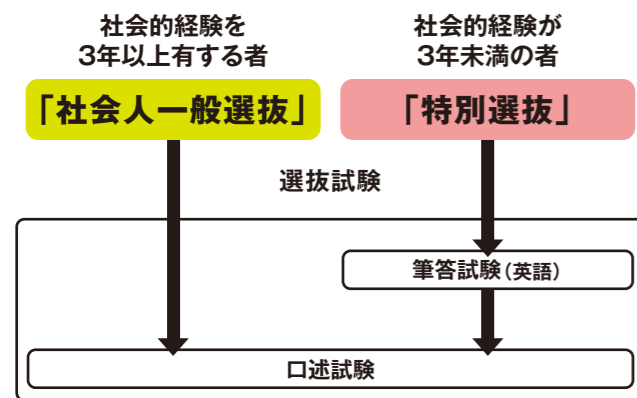 社会的経験を
3年以上有する者
「社会人一般選抜」
社会的経験が
3年未満の者
「特別選抜」
選抜試験
筆答試験(英語)
口述試験